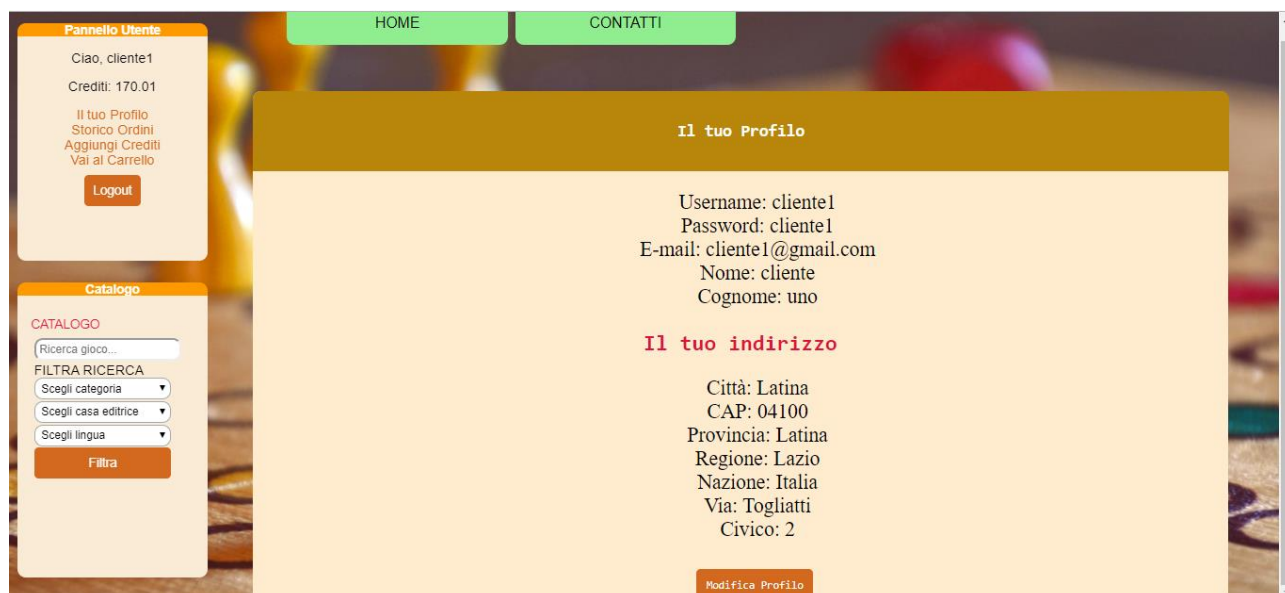 HOME
CONTATTI
Pannello Utente
Ciao, cliente1
Crediti: 170.01
Il tuo Profilo
Storico Ordini
Aggiungi Crediti
Vai al Carrello
Logout
Catalogo
CATALOGO
Ricerca gioco...
FILTRA RICERCA
Scegli categoria
Scegli casa editrice
Scegli lingua
Filtra
Il tuo Profilo
Username: cliente1
Password: cliente1
E-mail: cliente1@gmail.com
Nome: cliente
Cognome: uno
Il tuo indirizzo
Città: Latina
CAP: 04100
Provincia: Latina
Regione: Lazio
Nazione: Italia
Via: Togliatti
Civico: 2
Modifica Profilo